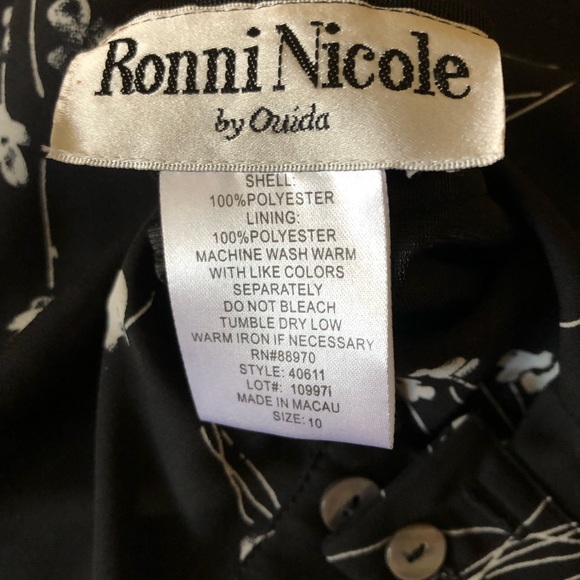 Ronni Nicole
by Ouida
SHELL:
100%POLYESTER
LINING:
100%POLYESTER
MACHINE WASH WARM
WITH LIKE COLORS
SEPARATELY
DO NOT BLEACH
TUMBLE DRY LOW
WARM IRON IF NECESSARY
RN#88970
STYLE: 40611
LOT#: 10997i
MADE IN MACAU
SIZE: 10